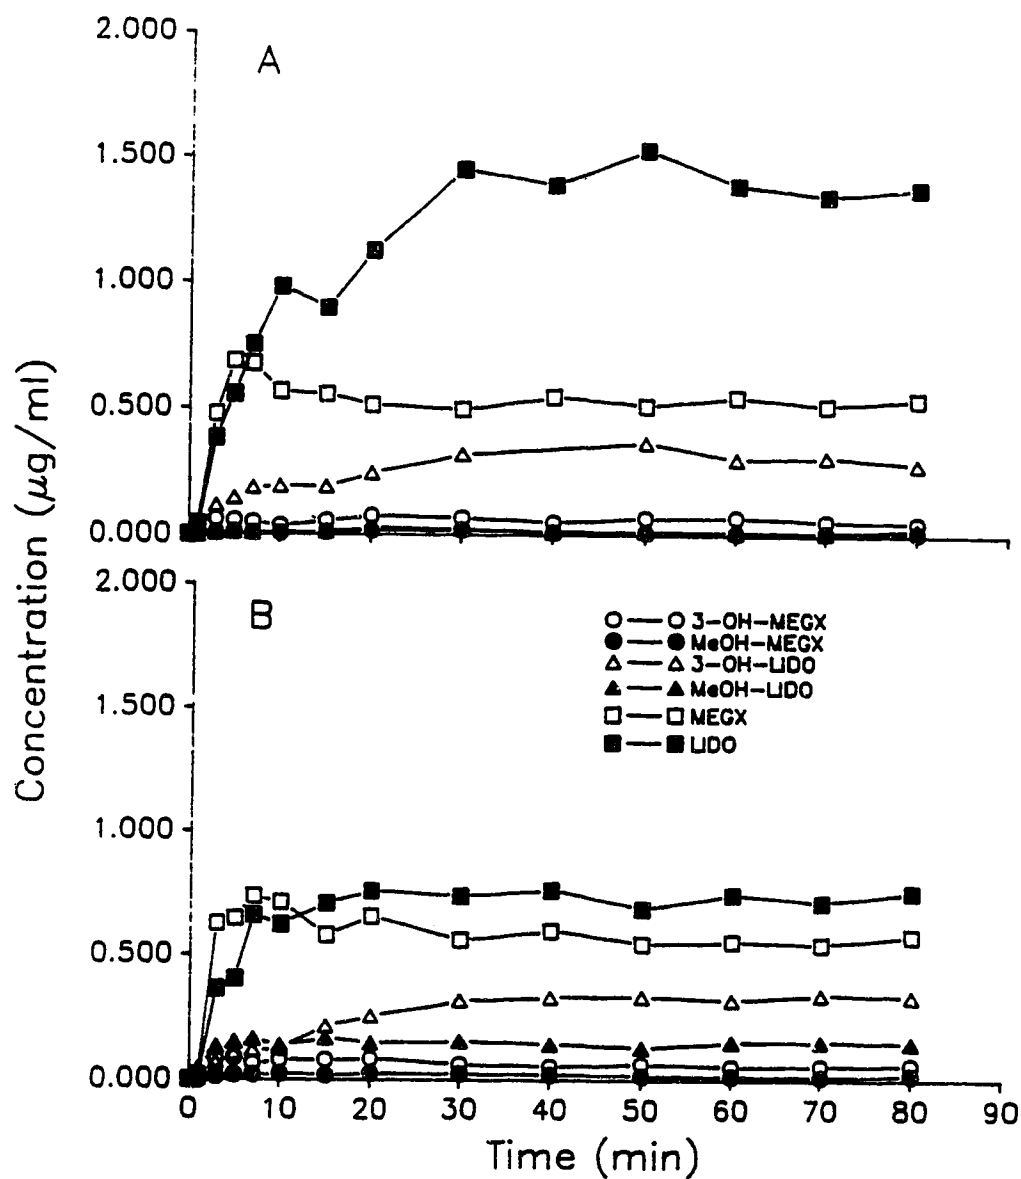 2.000
A
1.500
1.000
0.500
0.000
Concentration (μg/ml)
2.000
B
3-OH-MEGX
MeOH-MEGX
3-OH-LIDO
MeOH-LIDO
MEGX
LIDO
1.500
1.000
0.500
0.000
0 10 20 30 40 50 60 70 80 90
Time (min)